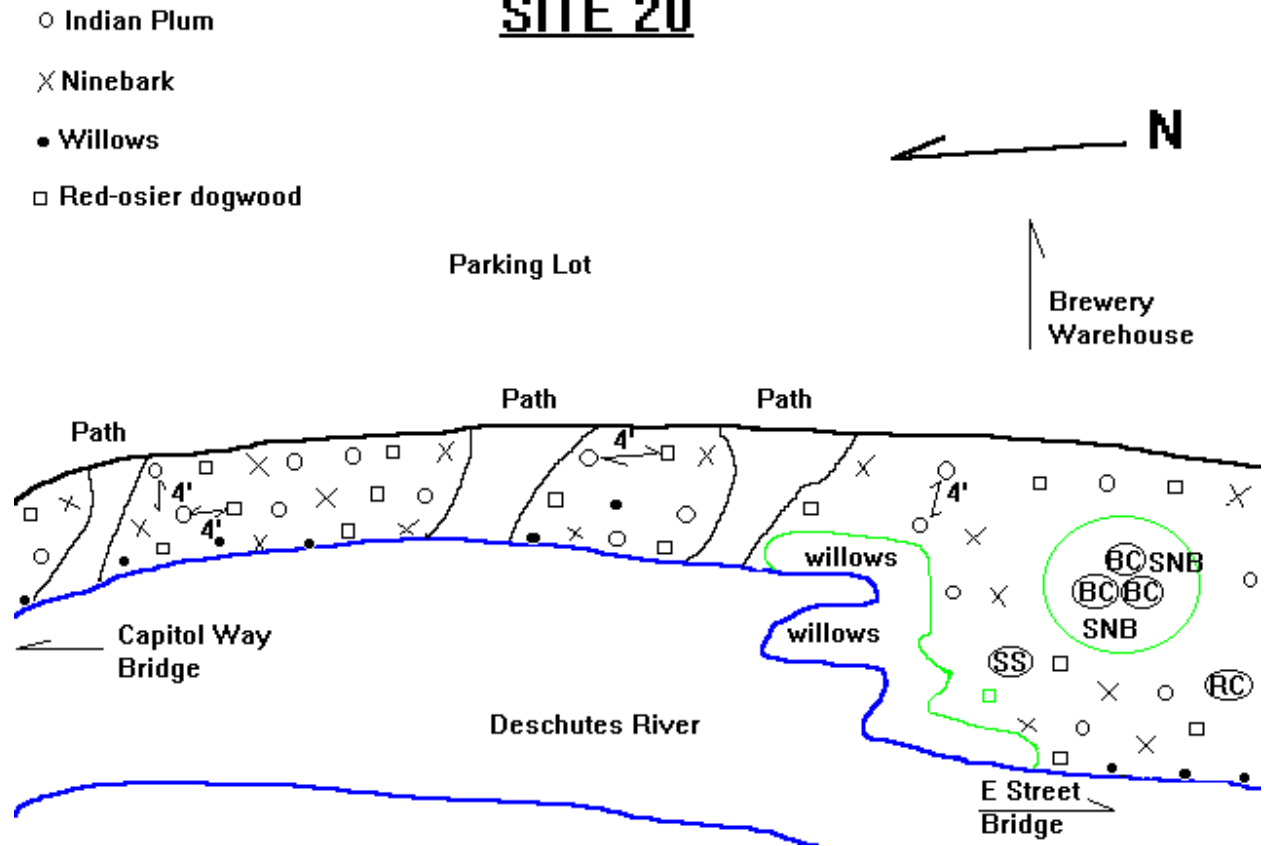 SITE 20
Indian Plum
Ninebark
Willows
Red-osier dogwood
N
Parking Lot
Brewery
Warehouse
Path
Path
Path
4'
4'
4'
4'
willows
willows
BC SNB
BC BC
SNB
SS
RC
Capitol Way
Bridge
Deschutes River
E Street
Bridge